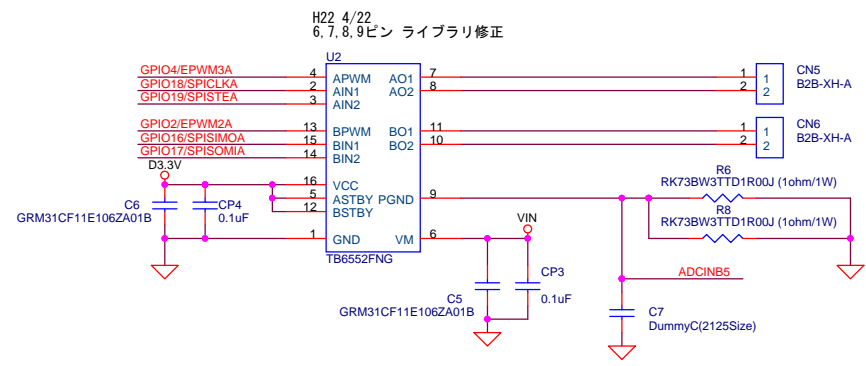 H22 4/22
6,7,8,9ピン ライブラリ修正
U2
GPIO4/EPWM3A 4 APWM AO1 7 1 1 CN5
GPIO18/SPICLKA 2 AIN1 AO2 8 2 2 B2B-XH-A
GPIO19/SPISTEA 3 AIN2
GPIO2/EPWM2A 13 BPWM BO1 11 1 1 CN6
GPIO16/SPISIMOA 15 BIN1 BO2 10 2 2 B2B-XH-A
GPIO17/SPISOMIA 14 BIN2
D3.3V
16 VCC
5 ASTBY PGND 9
12 BSTBY
1 GND VM 6
TB6552FNG
C6
GRM31CF11E106ZA01B
CP4
0.1uF
R6
RK73BW3TTD1R00J (1ohm/1W)
R8
RK73BW3TTD1R00J (1ohm/1W)
VIN
C5
GRM31CF11E106ZA01B
CP3
0.1uF
ADCINB5
C7
DummyC(2125Size)